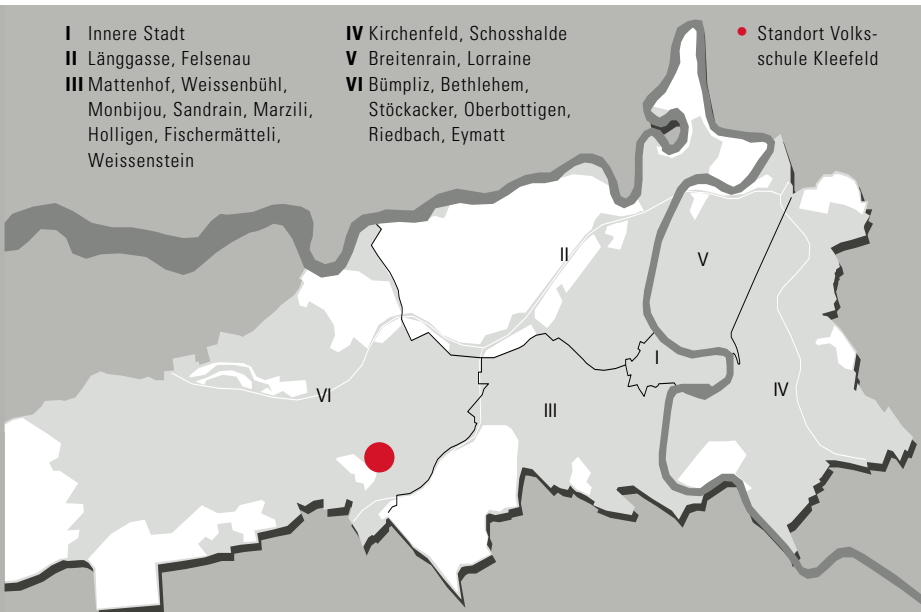 I Innere Stadt
II Länggasse, Felsenau
III Mattenhof, Weissenbühl,
Monbijou, Sandrain, Marzili,
Holligen, Fischermätteli,
Weissenstein
IV Kirchenfeld, Schosshalde
V Breitenrain, Lorraine
VI Bümpliz, Bethlehem,
Stöckacker, Oberbottigen,
Riedbach, Eymatt
Standort Volks-
schule Kleefeld
II
V
I
VI
IV
III